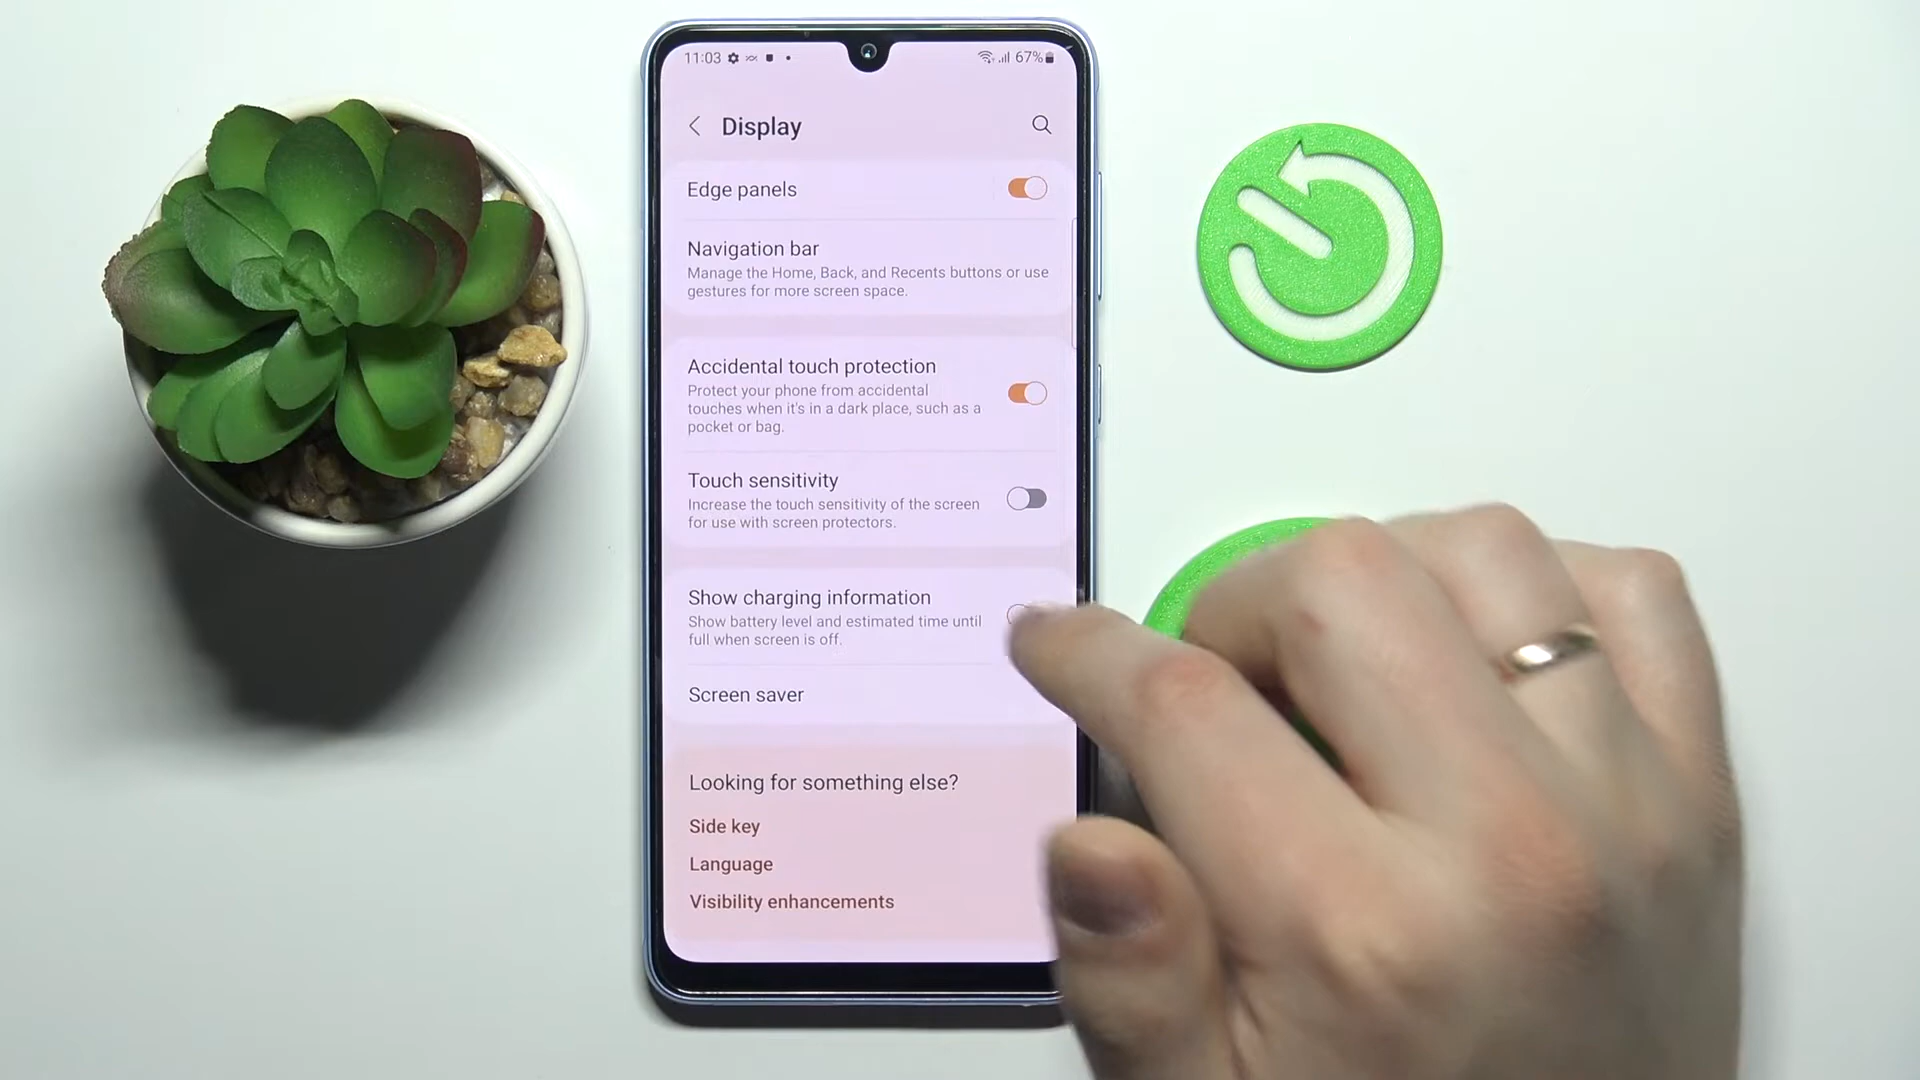 11:03
67%
Display
Edge panels
Navigation bar
Manage the Home, Back, and Recents buttons or use
gestures for more screen space.
Accidental touch protection
Protect your phone from accidental
touches when it's in a dark place, such as a
pocket or bag.
Touch sensitivity
Increase the touch sensitivity of the screen
for use with screen protectors.
Show charging information
Show battery level and estimated time until
full when screen is off.
Screen saver
Looking for something else?
Side key
Language
Visibility enhancements